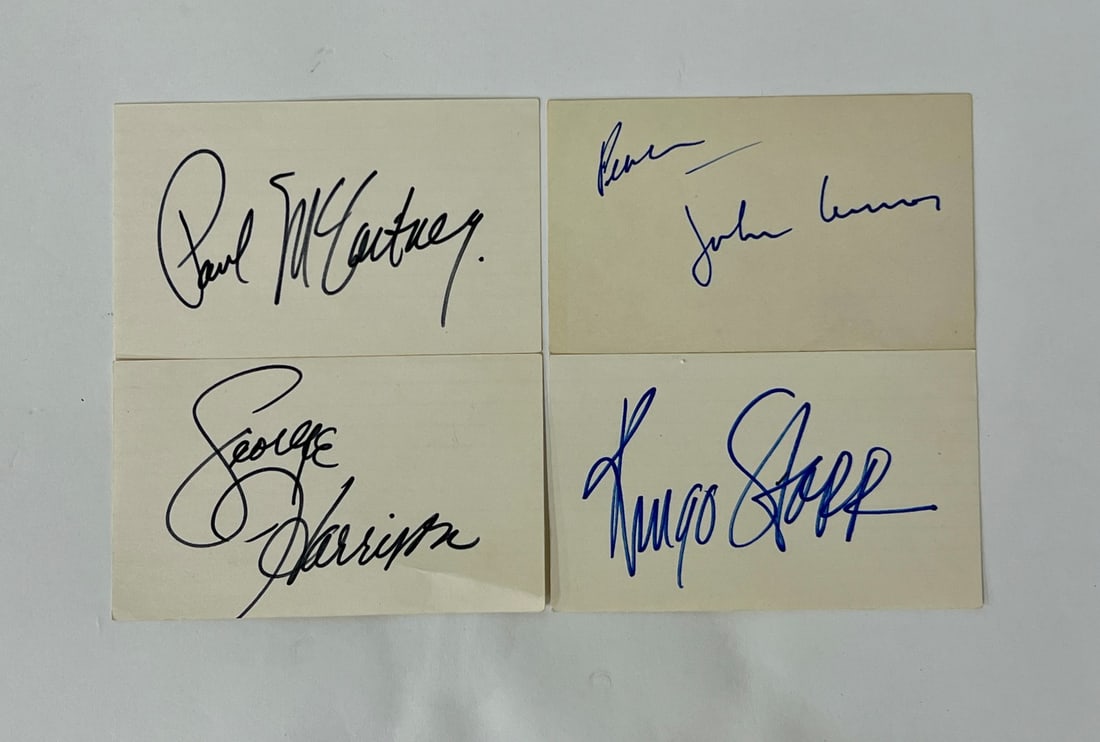 Paul McCartney.
Peace
John Lennon
George
Harrison
Ringo Starr